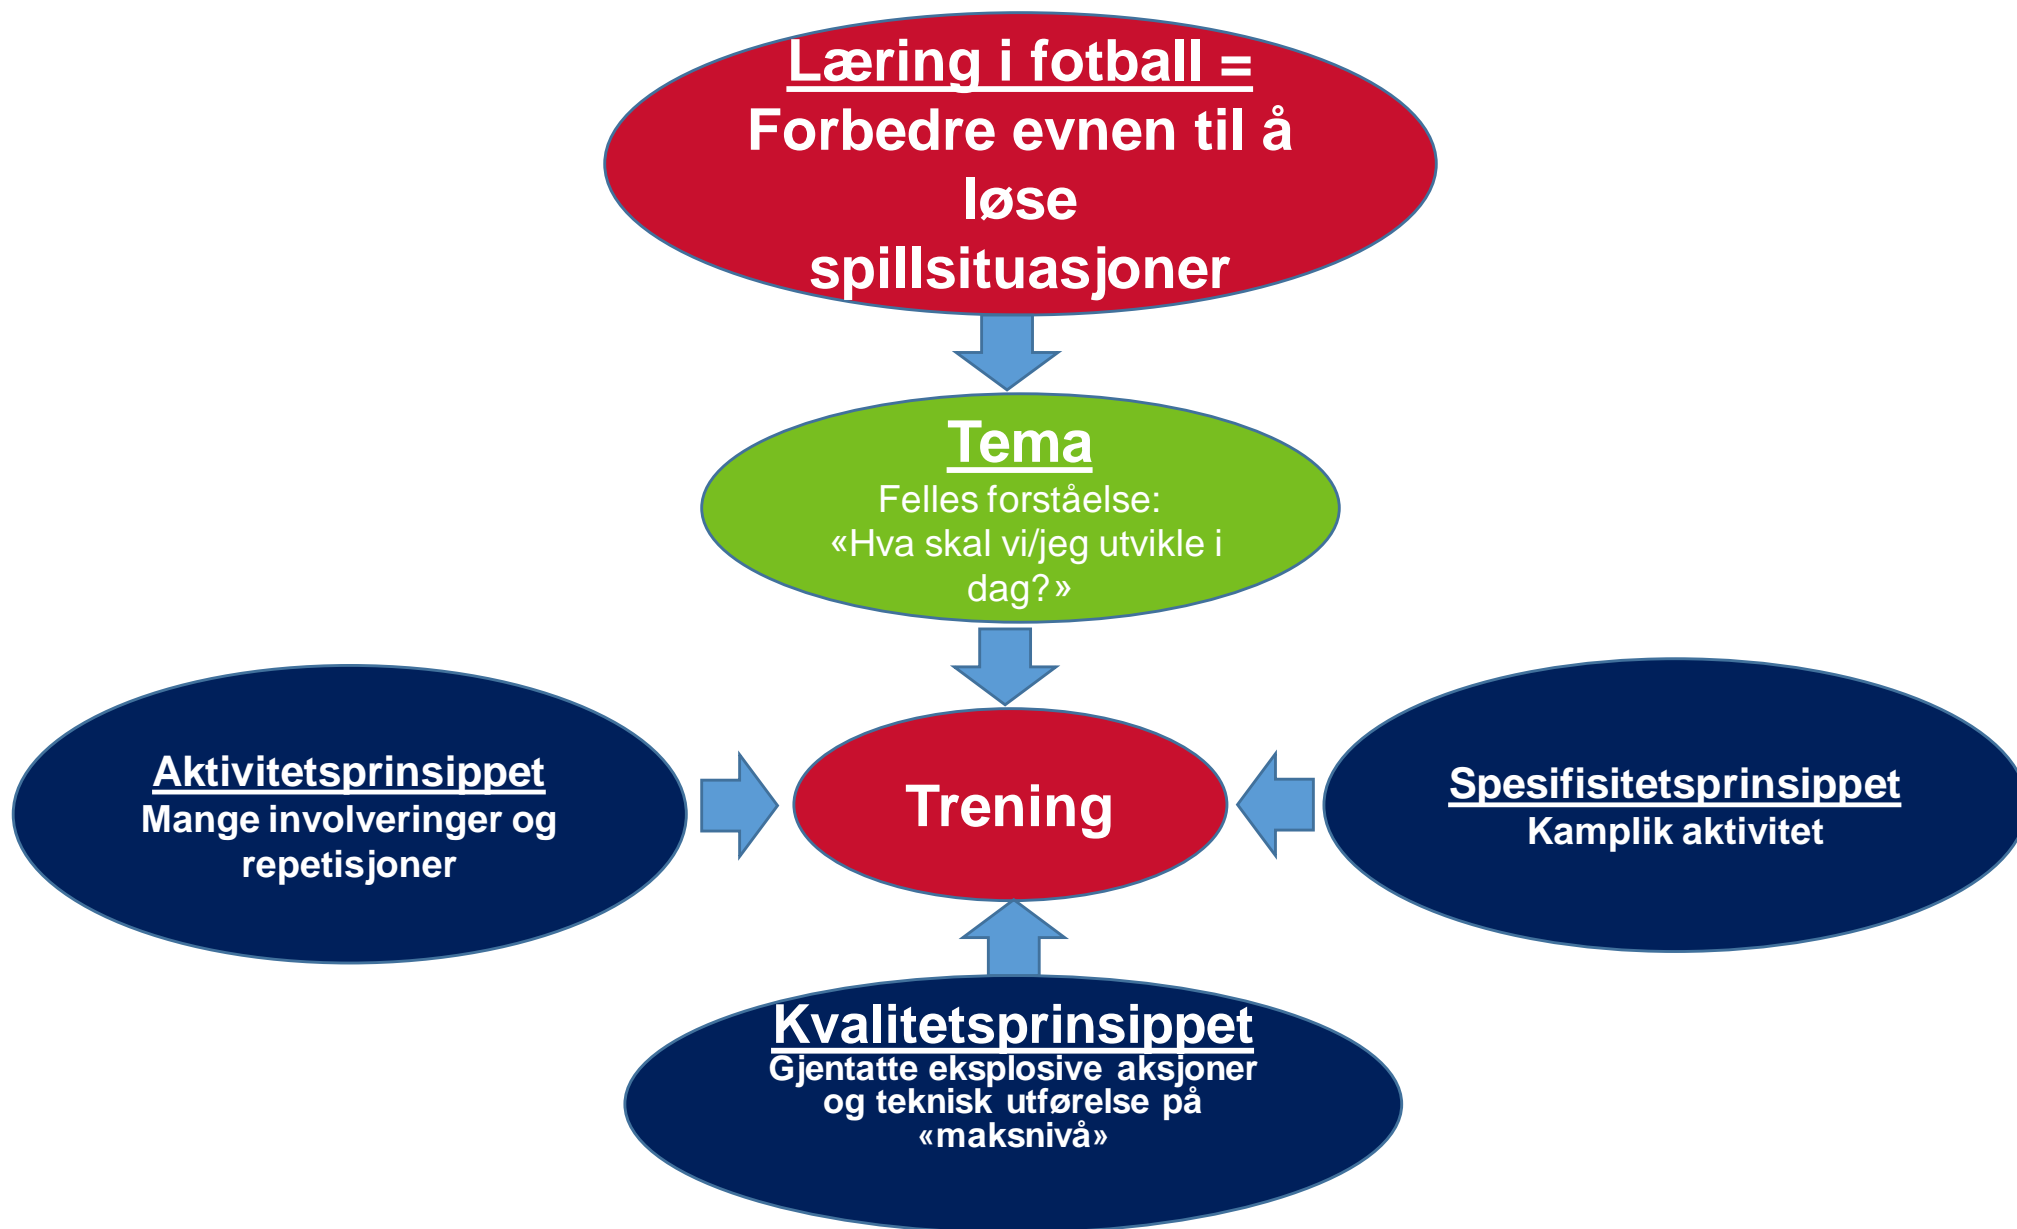 Læring i fotball =
Forbedre evnen til å
løse
spillsituasjoner
Tema
Felles forståelse:
«Hva skal vi/jeg utvikle i
dag?»
Aktivitetsprinsippet
Mange involveringer og
repetisjoner
Trening
Spesifisitetsprinsippet
Kamplik aktivitet
Kvalitetsprinsippet
Gjentatte eksplosive aksjoner
og teknisk utførelse på
«maksnivå»